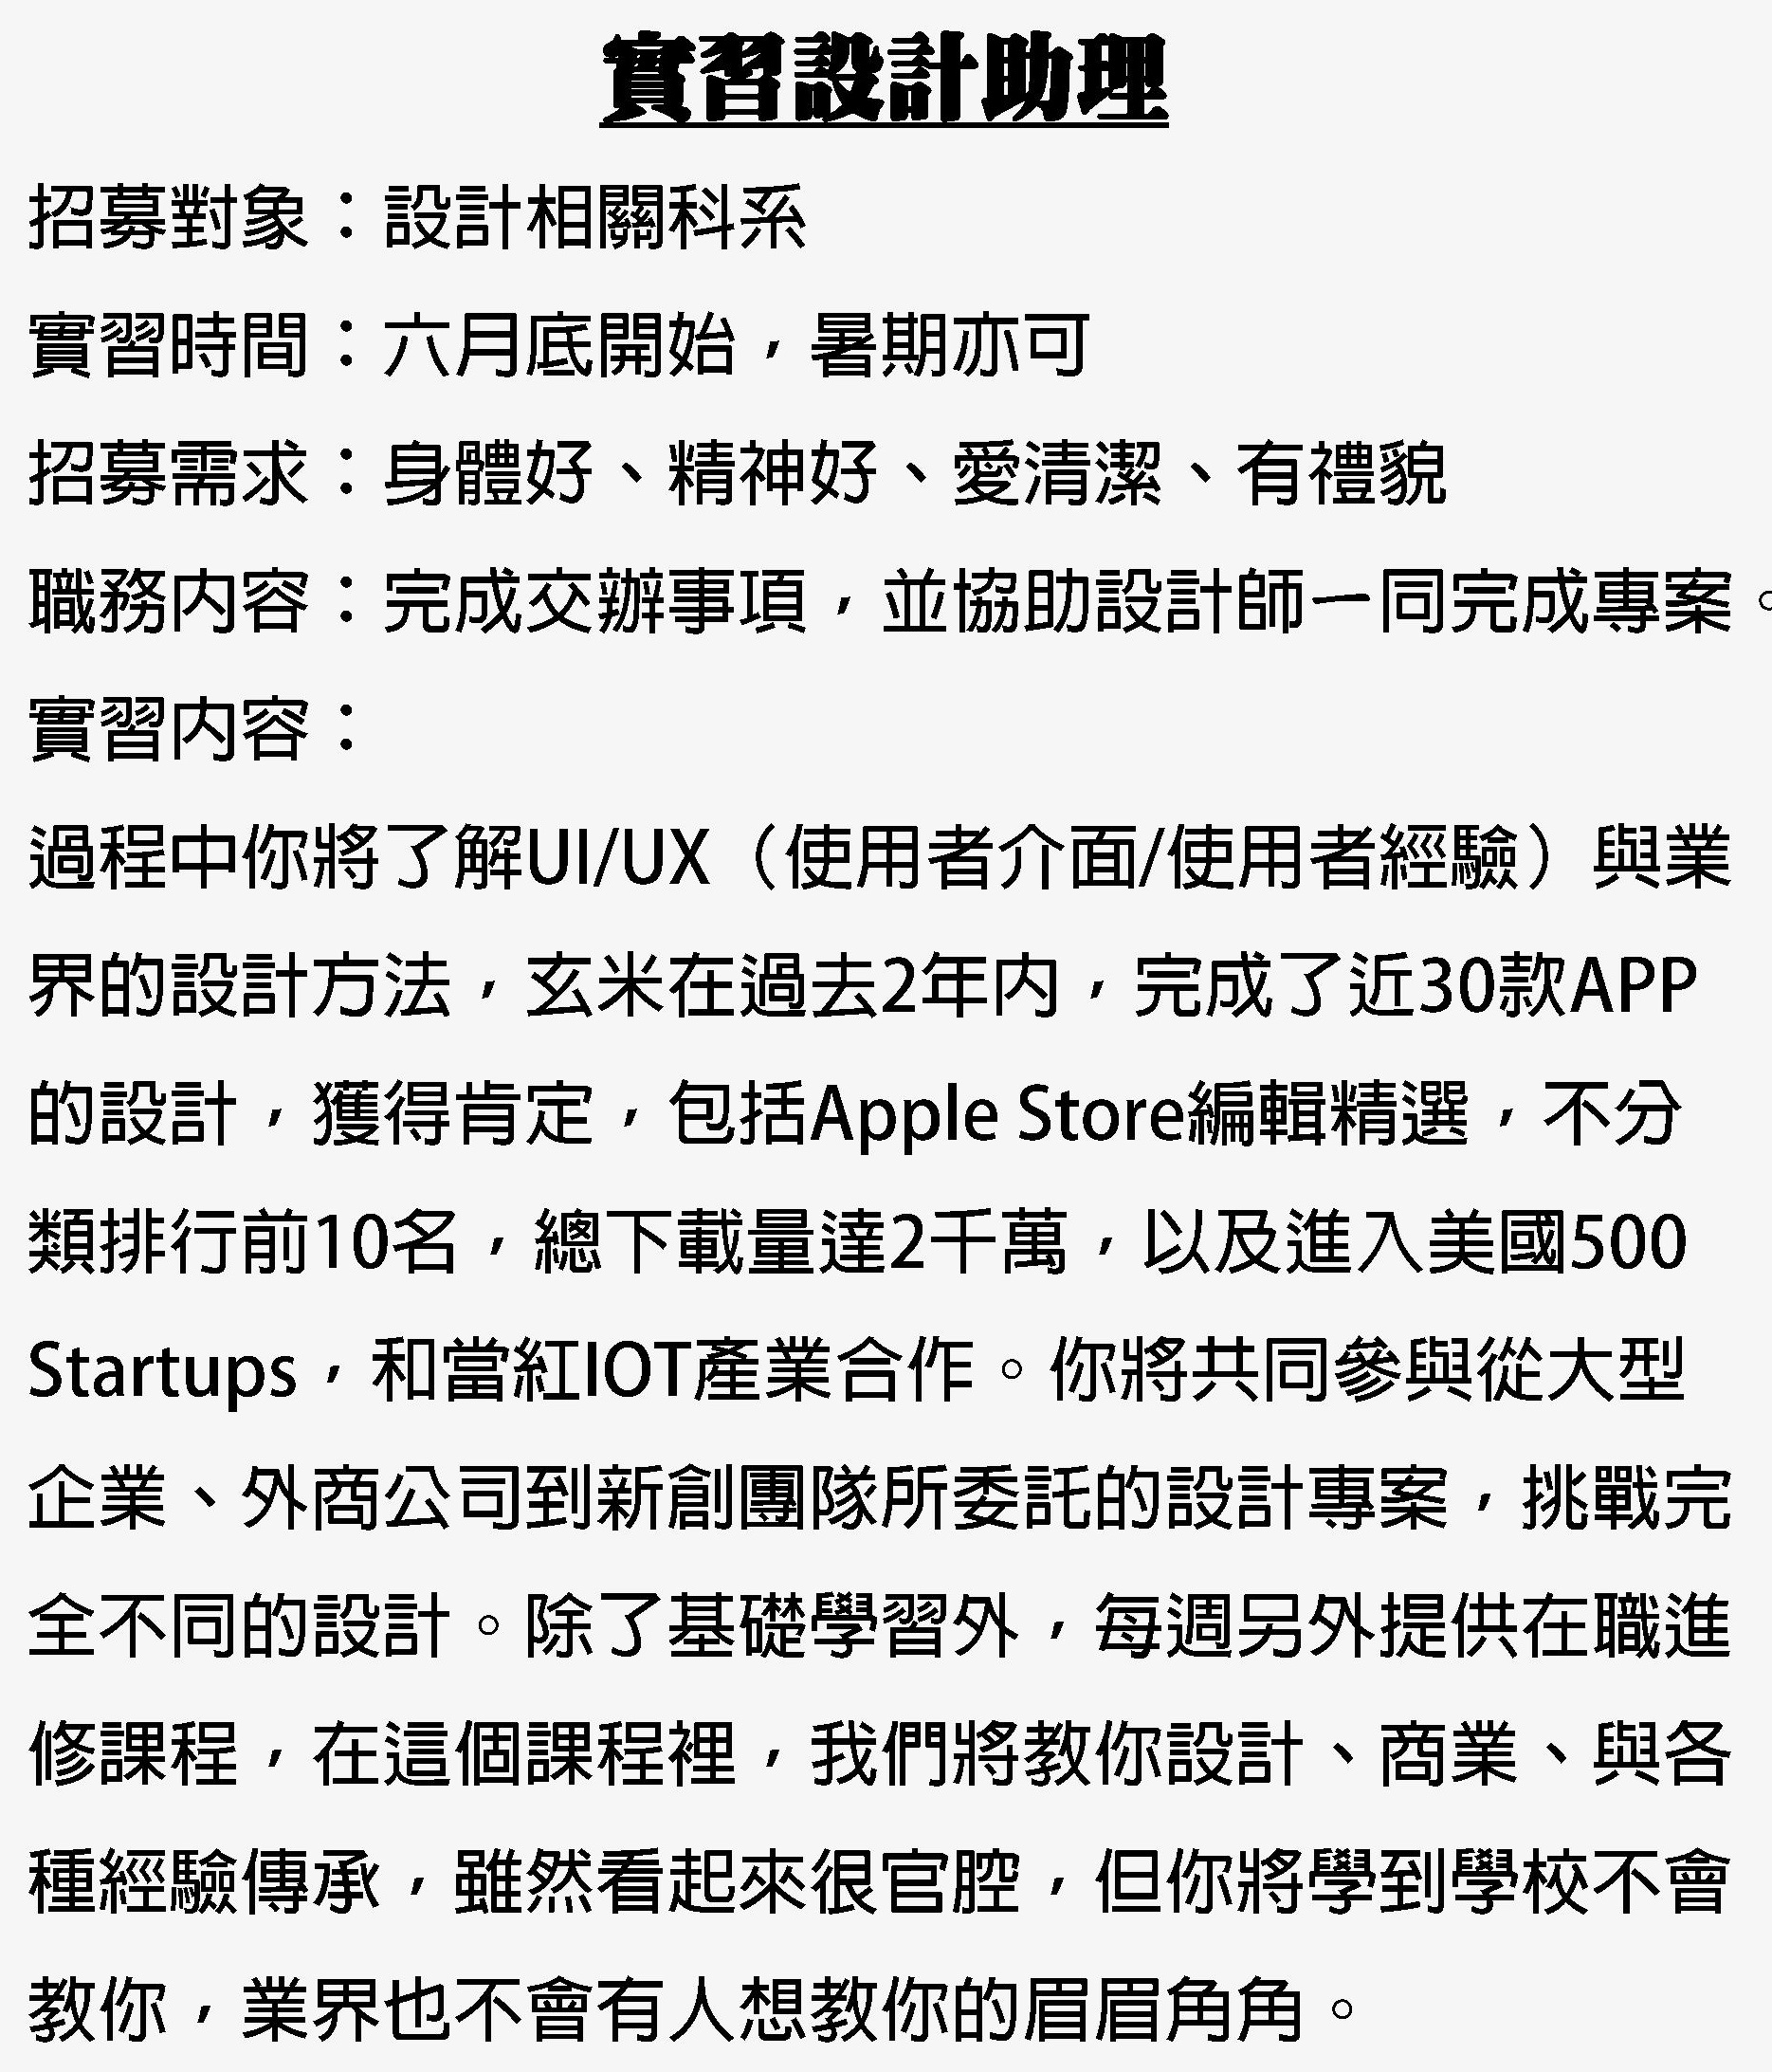 實習設計助理
招募對象：設計相關科系
實習時間：六月底開始，暑期亦可
招募需求：身體好、精神好、愛清潔、有禮貌
職務內容：完成交辦事項，並協助設計師一同完成專案。
實習內容：
過程中你將了解UI/UX（使用者介面/使用者經驗）與業
界的設計方法，玄米在過去2年內，完成了近30款APP
的設計，獲得肯定，包括Apple Store編輯精選，不分
類排行前10名，總下載量達2千萬，以及進入美國500
Startups，和當紅IOT產業合作。你將共同參與從大型
企業、外商公司到新創團隊所委託的設計專案，挑戰完
全不同的設計。除了基礎學習外，每週另外提供在職進
修課程，在這個課程裡，我們將教你設計、商業、與各
種經驗傳承，雖然看起來很官腔，但你將學到學校不會
教你，業界也不會有人想教你的眉眉角角。